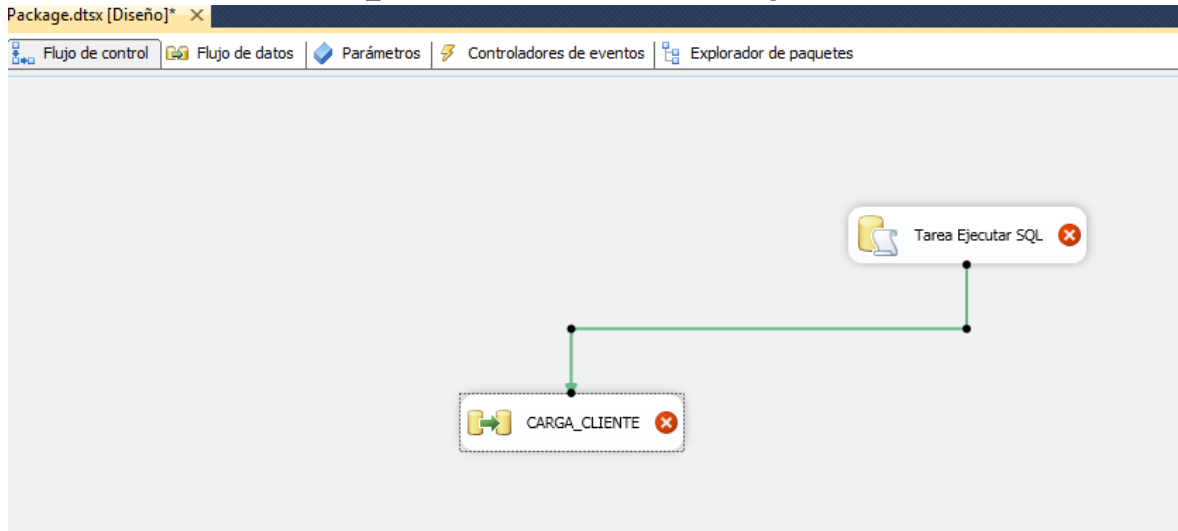 Package.dtsx [Diseño]*
Flujo de control Flujo de datos Parámetros Controladores de eventos Explorador de paquetes
Tarea Ejecutar SQL
CARGA_CLIENTE